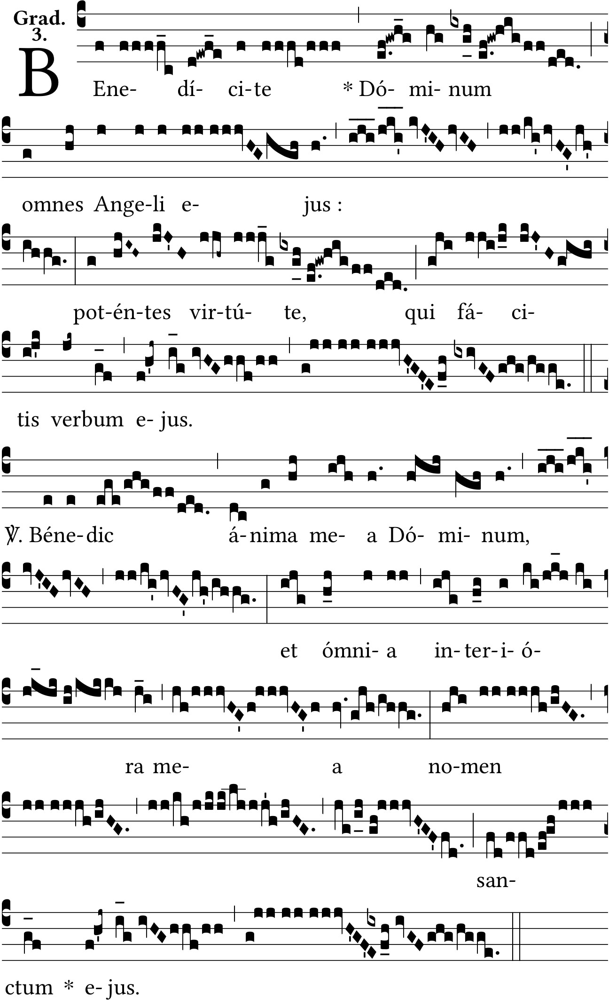 Grad.
3.
BEne- dí- ci-te * Dó- mi- num
omnes Ange-li e- jus :
pot-én-tes vir-tú- te, qui fá- ci-
tis verbum e- jus.
℣. Béne-dic á-nima me- a Dó- mi- num,
et ómni- a in-ter-i- ó-
ra me- a no-men
san-
ctum * e- jus.